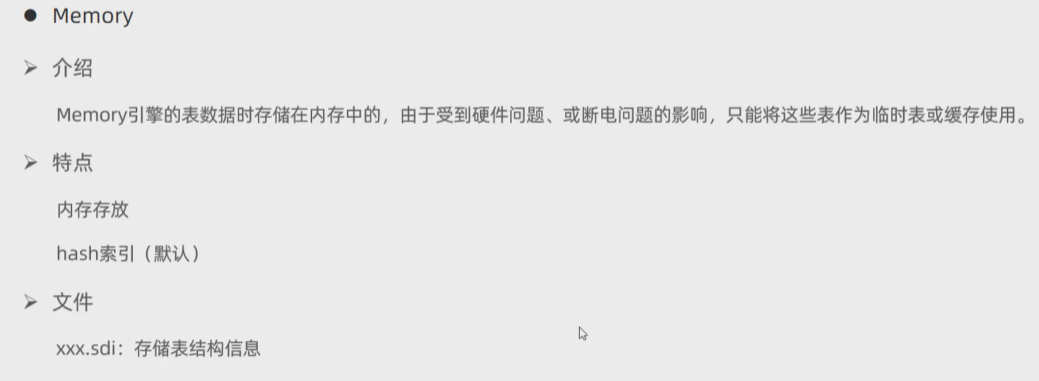 ● Memory
➢ 介绍
Memory引擎的表数据时存储在内存中的，由于受到硬件问题、或断电问题的影响，只能将这些表作为临时表或缓存使用。
➢ 特点
内存存放
hash索引（默认）
➢ 文件
xxx.sdi：存储表结构信息